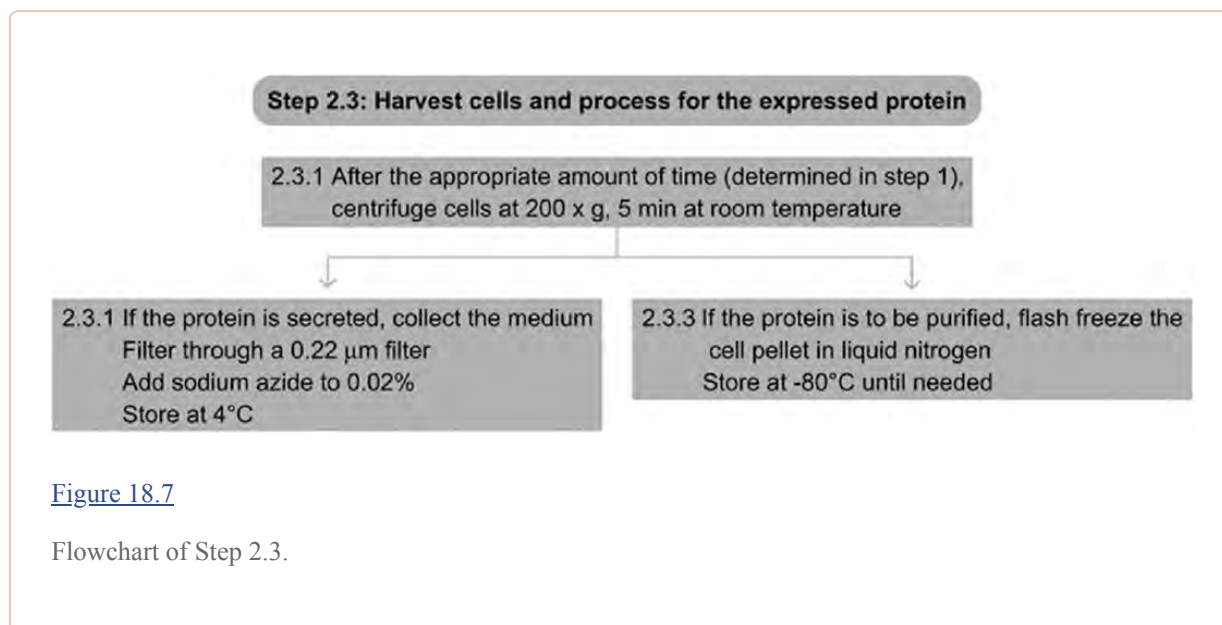 Step 2.3: Harvest cells and process for the expressed protein
2.3.1 After the appropriate amount of time (determined in step 1),
centrifuge cells at 200 x g, 5 min at room temperature
2.3.1 If the protein is secreted, collect the medium
Filter through a 0.22 μm filter
Add sodium azide to 0.02%
Store at 4°C
2.3.3 If the protein is to be purified, flash freeze the
cell pellet in liquid nitrogen
Store at -80°C until needed
Figure 18.7
Flowchart of Step 2.3.